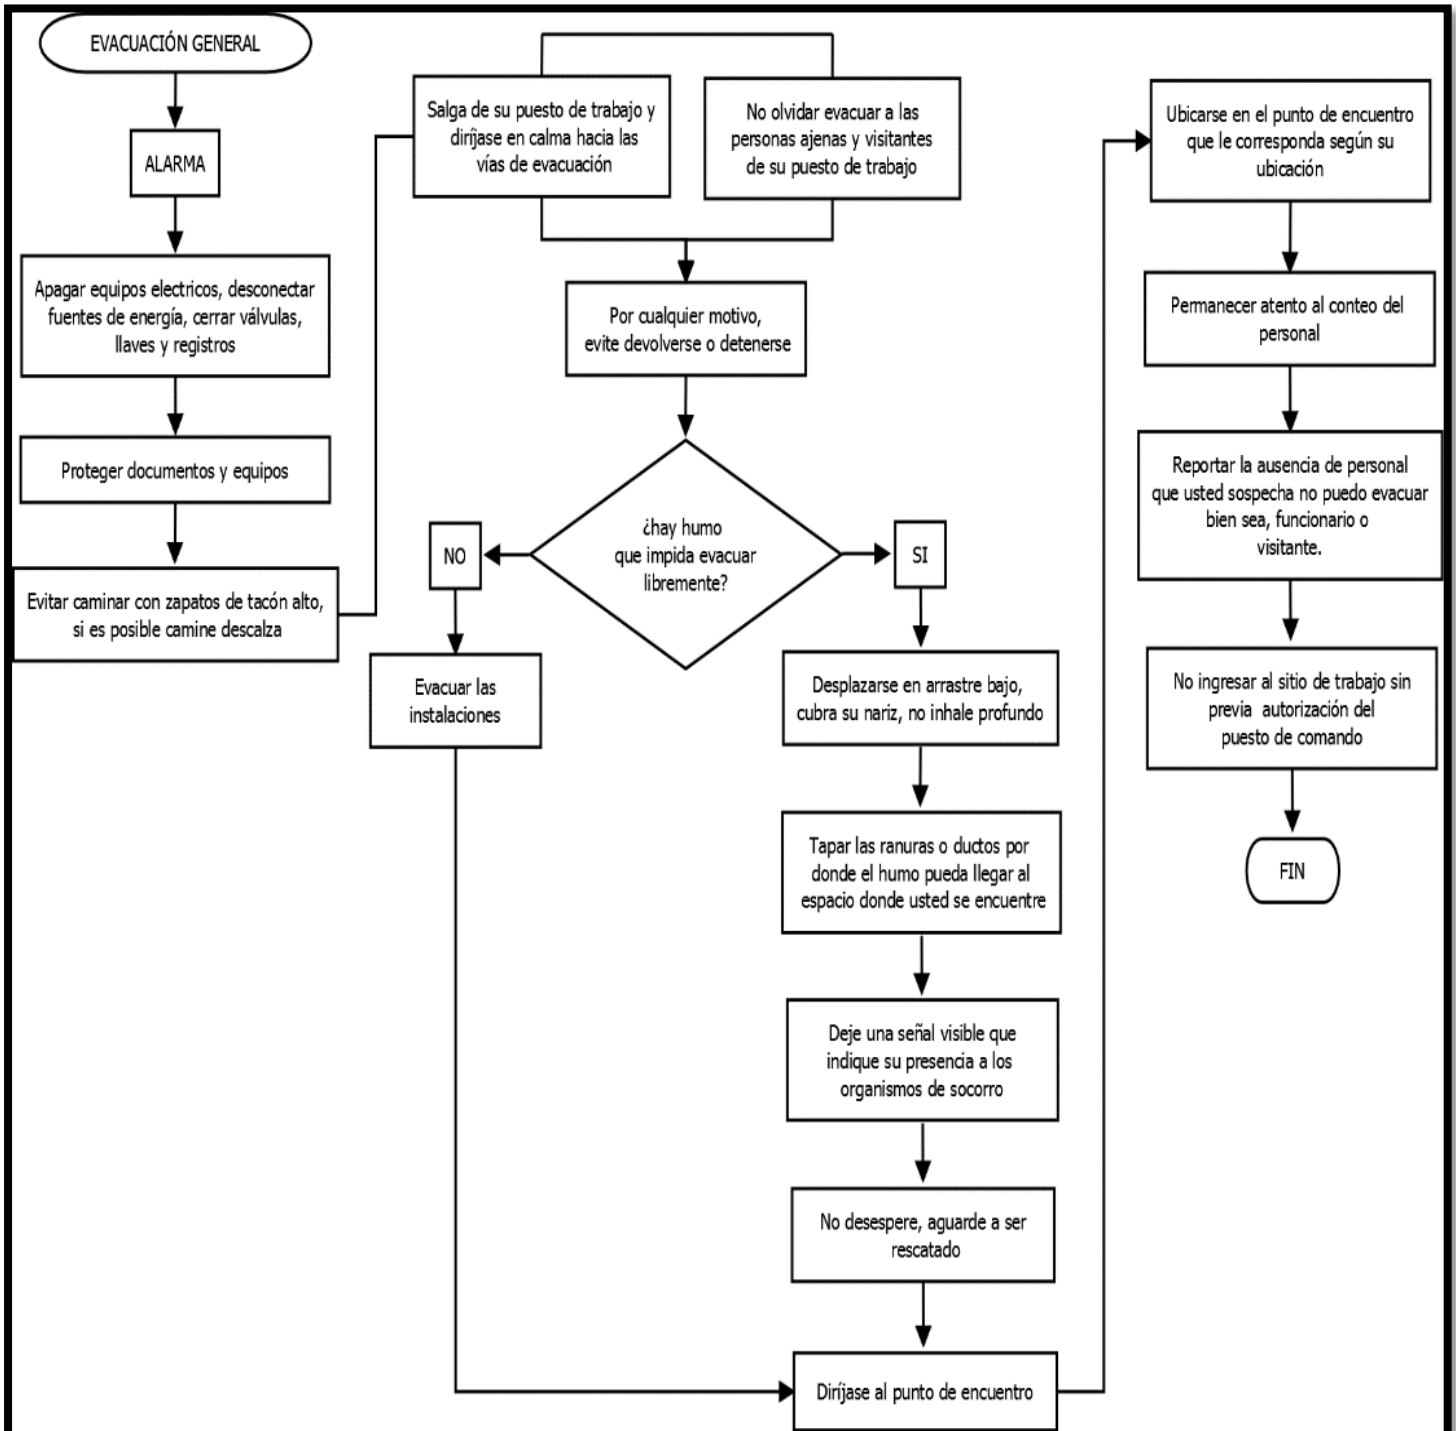 EVACUACIÓN GENERAL
ALARMA
Apagar equipos electricos, desconectar
fuentes de energía, cerrar válvulas,
llaves y registros
Proteger documentos y equipos
Evitar caminar con zapatos de tacón alto,
si es posible camine descalza
Salga de su puesto de trabajo y
diríjase en calma hacia las
vías de evacuación
No olvidar evacuar a las
personas ajenas y visitantes
de su puesto de trabajo
Por cualquier motivo,
evite devolverse o detenerse
¿hay humo
que impida evacuar
libremente?
NO
Evacuar las
instalaciones
SI
Desplazarse en arrastre bajo,
cubra su nariz, no inhale profundo
Tapar las ranuras o ductos por
donde el humo pueda llegar al
espacio donde usted se encuentre
Deje una señal visible que
indique su presencia a los
organismos de socorro
No desespere, aguarde a ser
rescatado
Diríjase al punto de encuentro
Ubicarse en el punto de encuentro
que le corresponda según su
ubicación
Permanecer atento al conteo del
personal
Reportar la ausencia de personal
que usted sospecha no puedo evacuar
bien sea, funcionario o
visitante.
No ingresar al sitio de trabajo sin
previa autorización del
puesto de comando
FIN